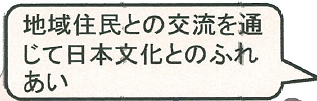 地域住民との交流を通
じて日本文化とのふれ
あい